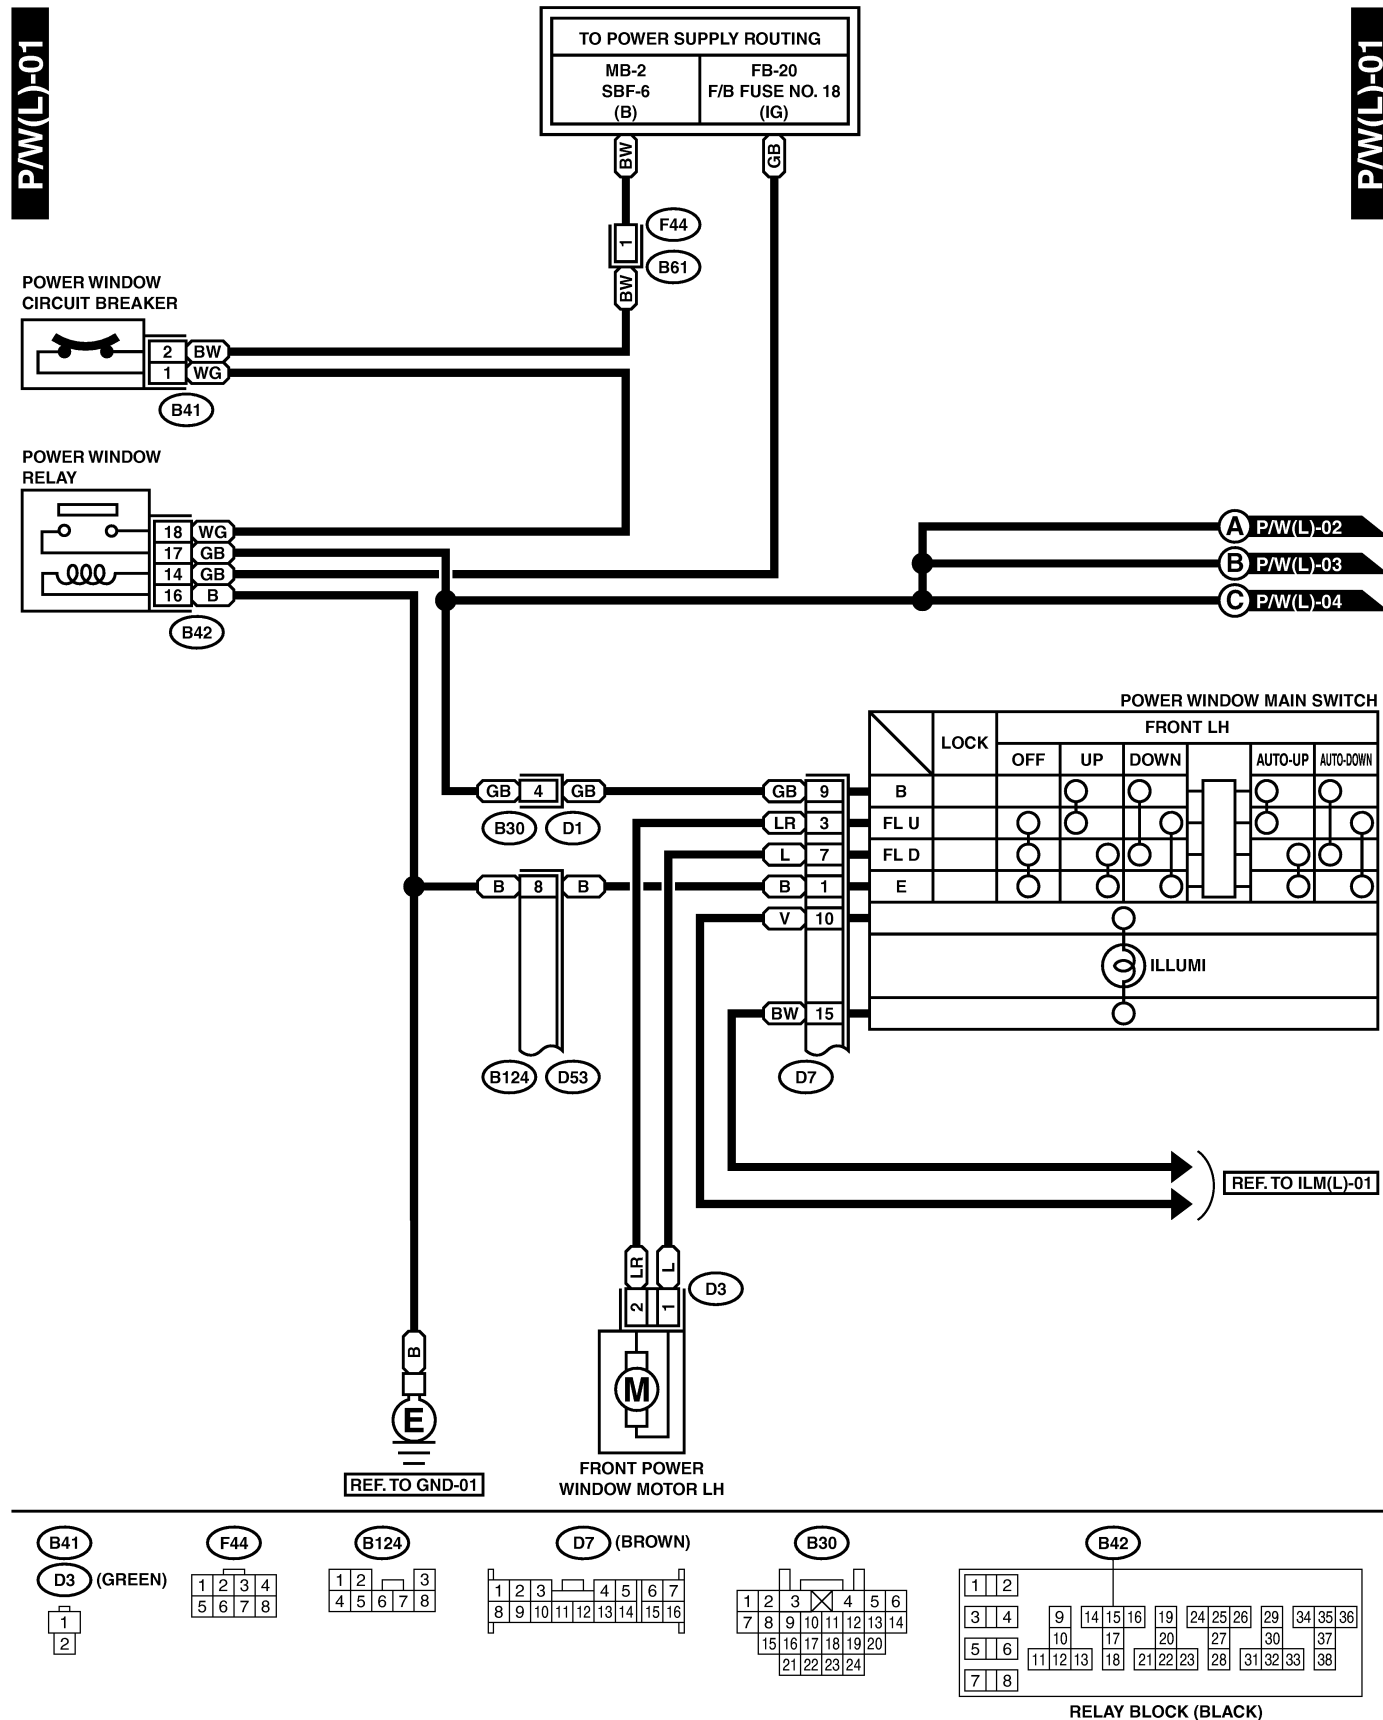 P/W(L)-01
P/W(L)-01
TO POWER SUPPLY ROUTING
MB-2
SBF-6
(B)
FB-20
F/B FUSE NO. 18
(IG)
BW
GB
1
F44
B61
BW
POWER WINDOW
CIRCUIT BREAKER
2 BW
1 WG
B41
POWER WINDOW
RELAY
18 WG
17 GB
14 GB
16 B
B42
A P/W(L)-02
B P/W(L)-03
C P/W(L)-04
POWER WINDOW MAIN SWITCH
LOCK
FRONT LH
OFF UP DOWN AUTO-UP AUTO-DOWN
GB 4 GB GB 9 B
B30 D1
LR 3 FL U
L 7 FL D
B 8 B B 1 E
V 10
ILLUMI
BW 15
B124 D53 D7
REF. TO ILM(L)-01
LR L
D3
2 1
M
B
E
REF. TO GND-01
FRONT POWER
WINDOW MOTOR LH
B41
D3 (GREEN)
1
2
F44
1 2 3 4
5 6 7 8
B124
1 2 3
4 5 6 7 8
D7 (BROWN)
1 2 3 4 5 6 7
8 9 10 11 12 13 14 15 16
B30
1 2 3 4 5 6
7 8 9 10 11 12 13 14
15 16 17 18 19 20
21 22 23 24
B42
1 2
3 4
5 6
7 8
9 14 15 16 19 24 25 26 29 34 35 36
10 17 20 27 30 37
11 12 13 18 21 22 23 28 31 32 33 38
RELAY BLOCK (BLACK)